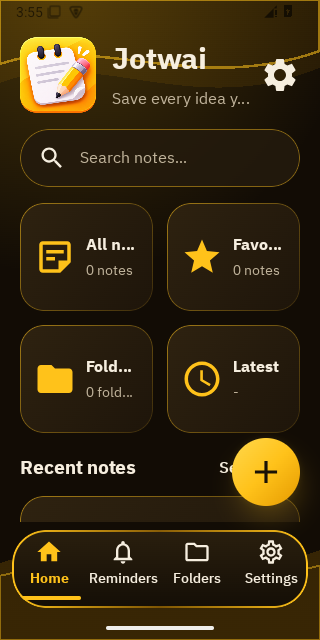 3:55
Jotwai
Save every idea y...
Search notes...
All n...
0 notes
Favo...
0 notes
Fold...
0 fold...
Latest
-
Recent notes
Home
Reminders
Folders
Settings